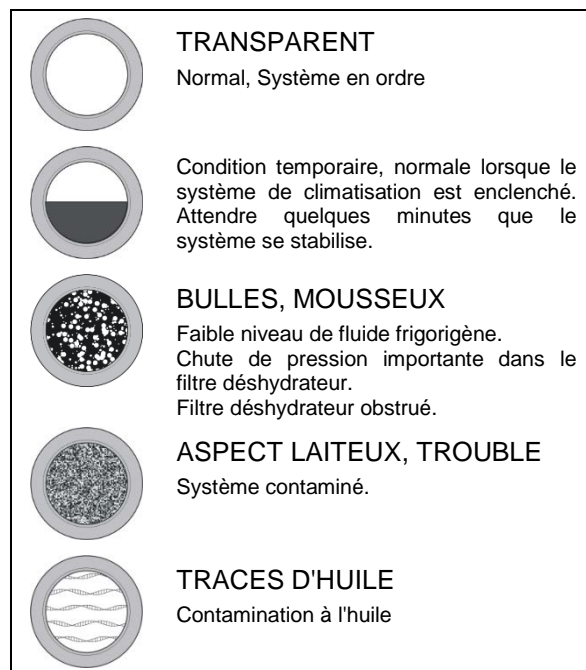 TRANSPARENT
Normal, Système en ordre
Condition temporaire, normale lorsque le
système de climatisation est enclenché.
Attendre quelques minutes que le
système se stabilise.
BULLES, MOUSSEUX
Faible niveau de fluide frigorigène.
Chute de pression importante dans le
filtre déshydrateur.
Filtre déshydrateur obstrué.
ASPECT LAITEUX, TROUBLE
Système contaminé.
TRACES D'HUILE
Contamination à l'huile